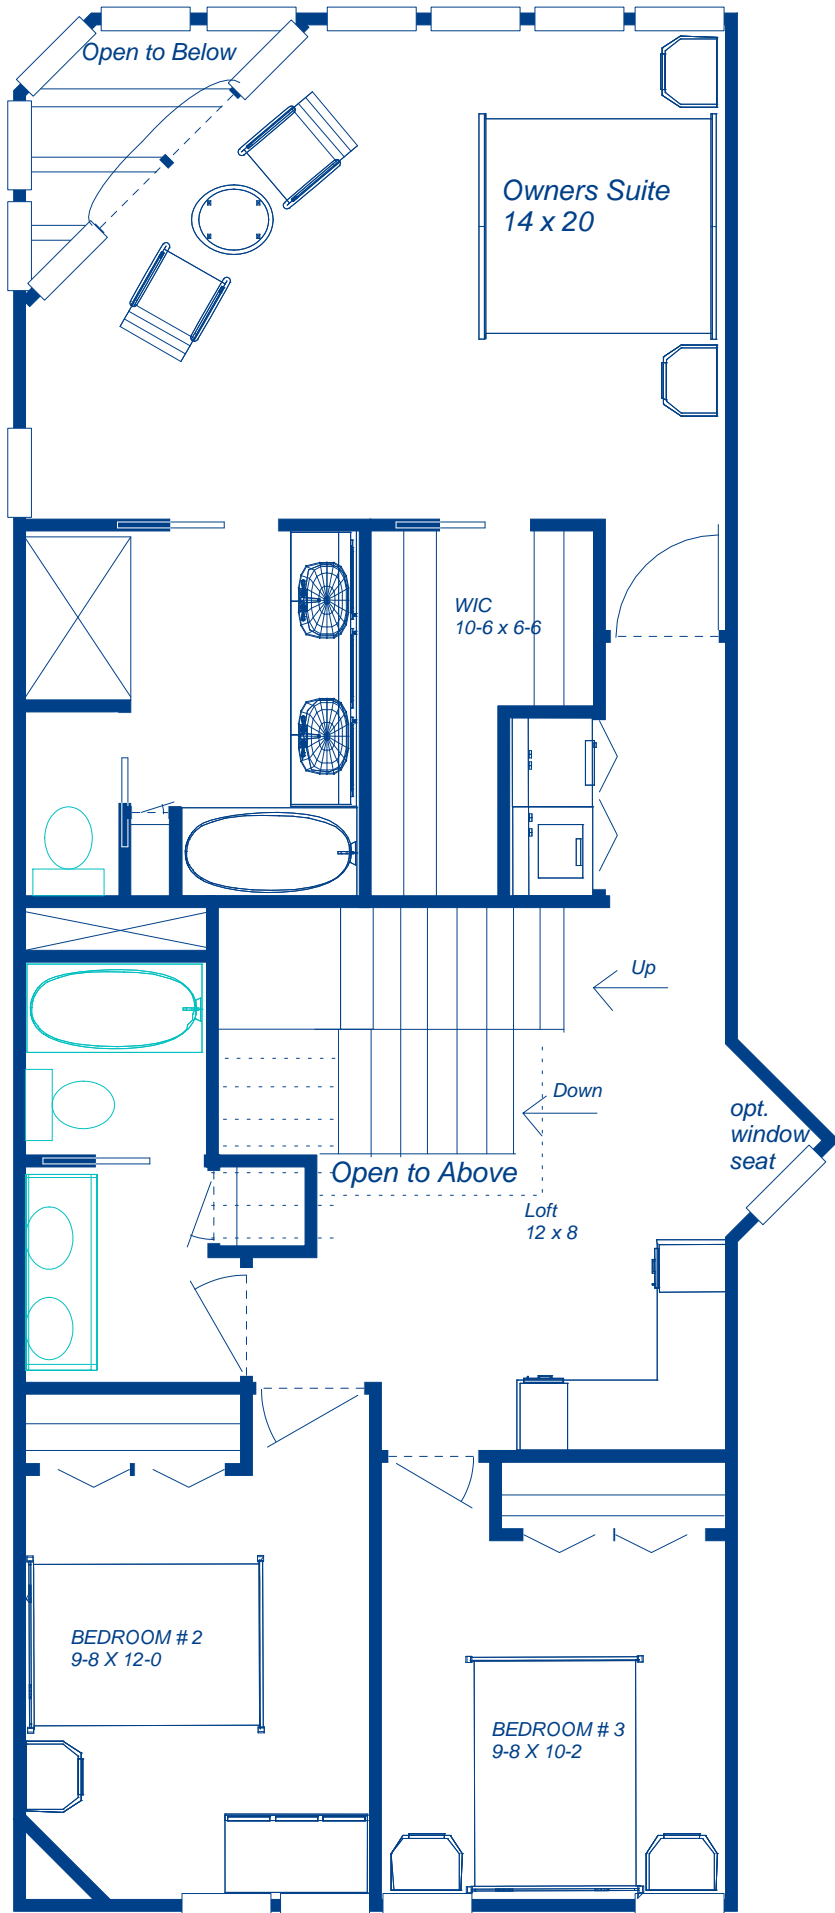 Open to Below
Owners Suite
14 x 20
WIC
10-6 x 6-6
Up
Down
opt.
window
seat
Open to Above
Loft
12 x 8
BEDROOM # 2
9-8 X 12-0
BEDROOM # 3
9-8 X 10-2